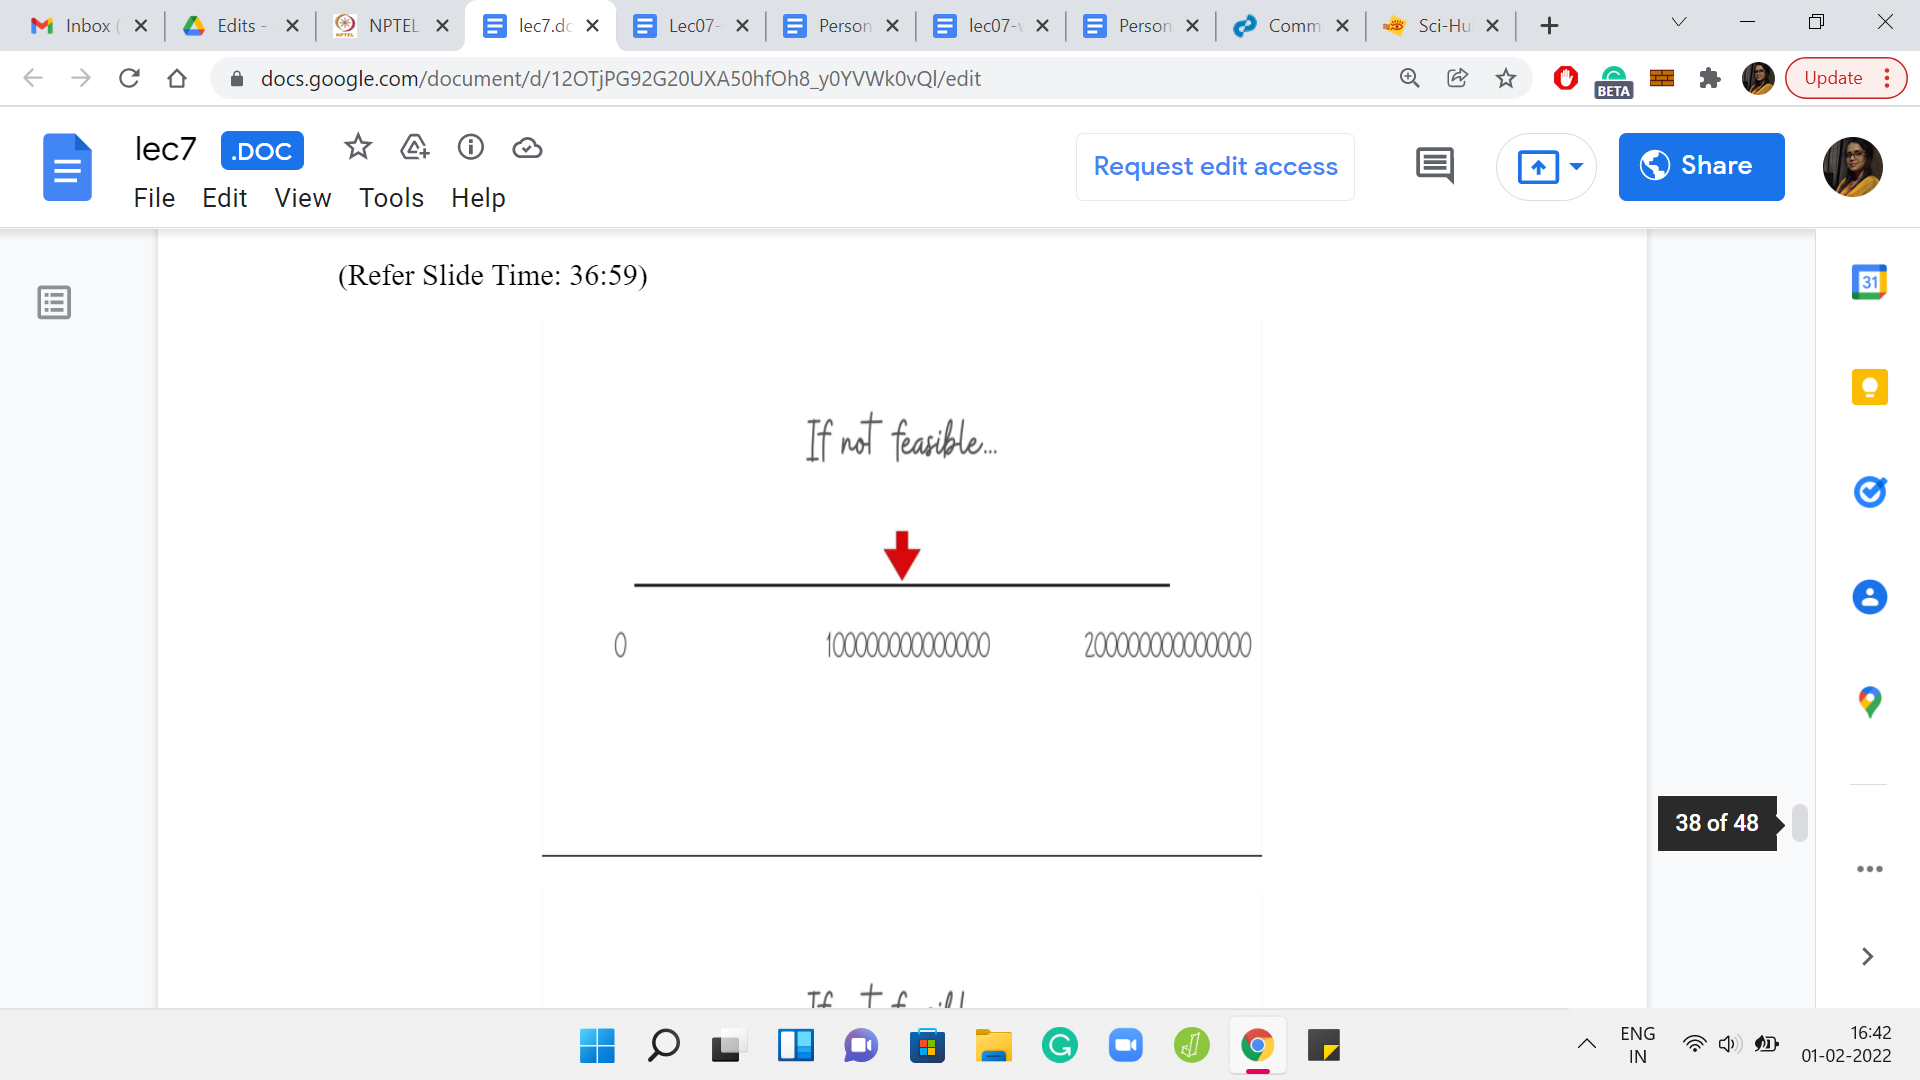 Inbox (
Edits -
NPTEL
lec7.dc
Lec07-
Person
lec07-v
Person
Comm
Sci-Hu
docs.google.com/document/d/12OTjPG92G20UXA50hfOh8_y0YVWk0vQl/edit
BETA
Update
lec7
.DOC
Request edit access
Share
File Edit View Tools Help
(Refer Slide Time: 36:59)
31
If not feasible...
0 100000000000000 200000000000000
38 of 48
ENG
IN
16:42
01-02-2022